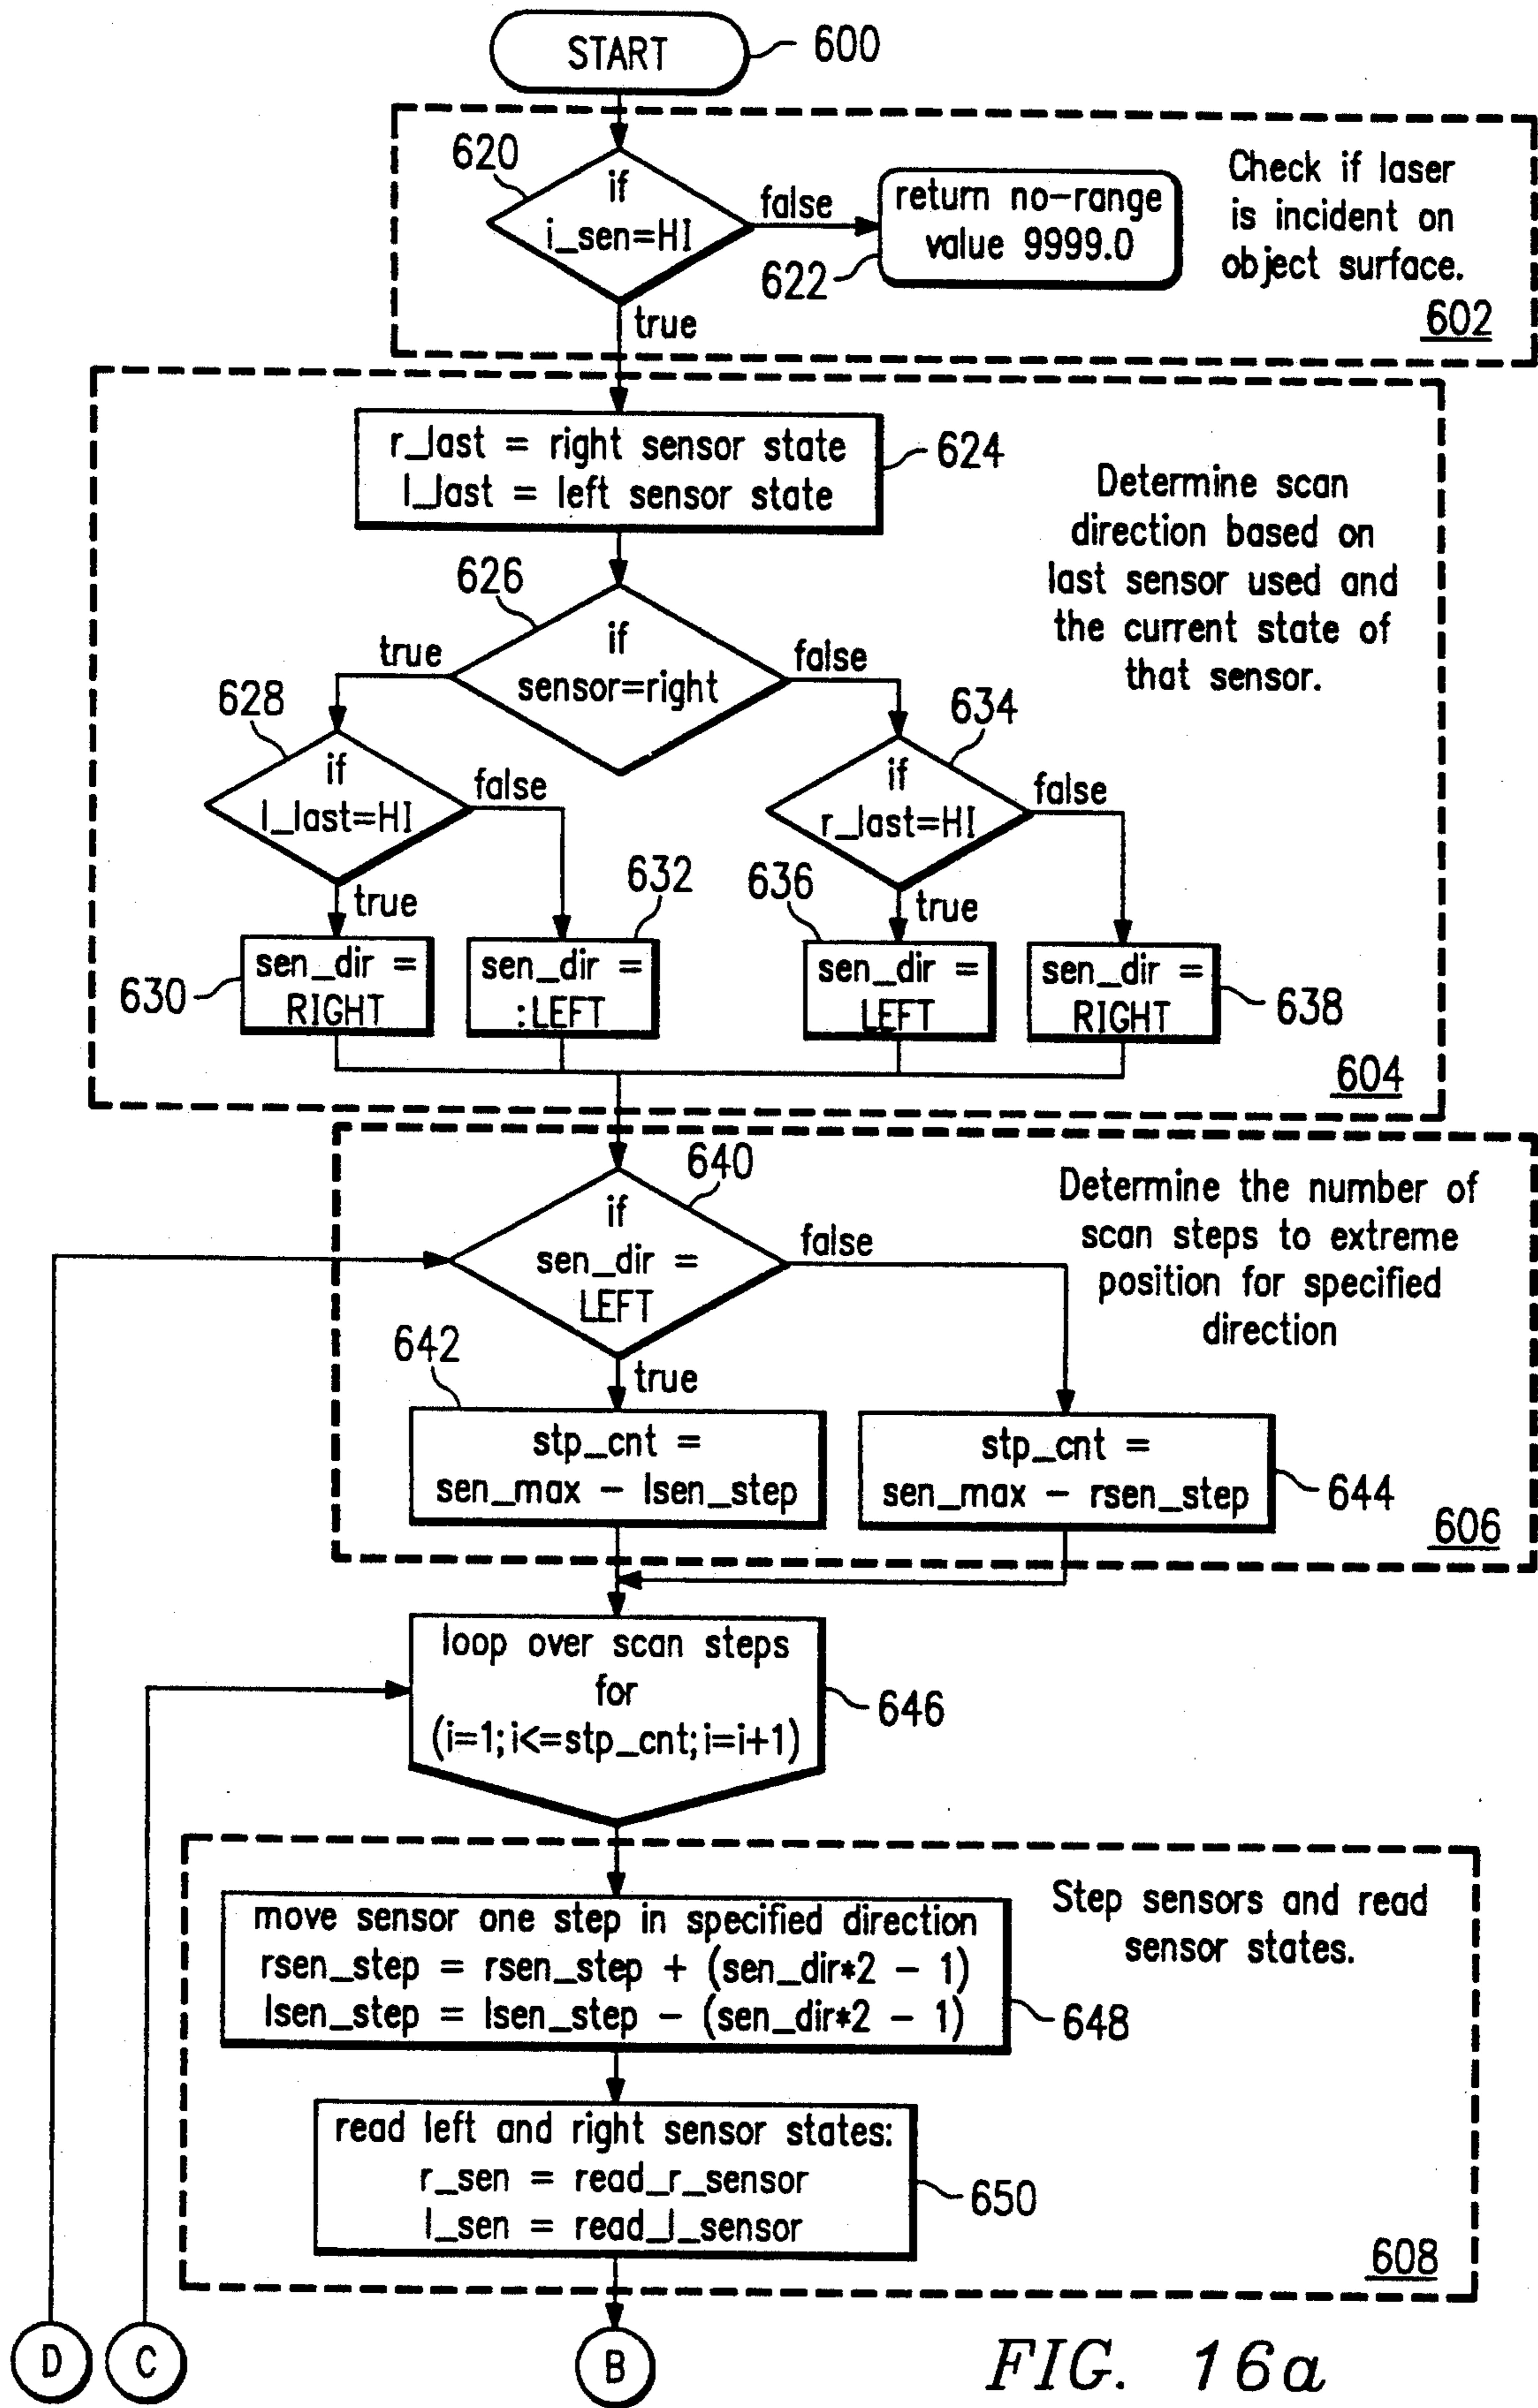 START
600
620
if
i_sen=HI
false
true
return no-range
value 9999.0
622
Check if laser
is incident on
object surface.
602
r_last = right sensor state
l_last = left sensor state
624
Determine scan
direction based on
last sensor used and
the current state of
that sensor.
626
if
sensor=right
true
false
628
if
l_last=HI
false
true
634
if
r_last=HI
false
true
630
sen_dir =
RIGHT
632
sen_dir =
:LEFT
636
sen_dir =
LEFT
sen_dir =
RIGHT
638
604
640
if
sen_dir =
LEFT
false
true
Determine the number of
scan steps to extreme
position for specified
direction
642
stp_cnt =
sen_max - lsen_step
stp_cnt =
sen_max - rsen_step
644
606
loop over scan steps
for
(i=1;i<=stp_cnt;i=i+1)
646
Step sensors and read
sensor states.
move sensor one step in specified direction
rsen_step = rsen_step + (sen_dir*2 - 1)
lsen_step = lsen_step - (sen_dir*2 - 1)
648
read left and right sensor states:
r_sen = read_r_sensor
l_sen = read_l_sensor
650
608
D
C
B
FIG. 16a